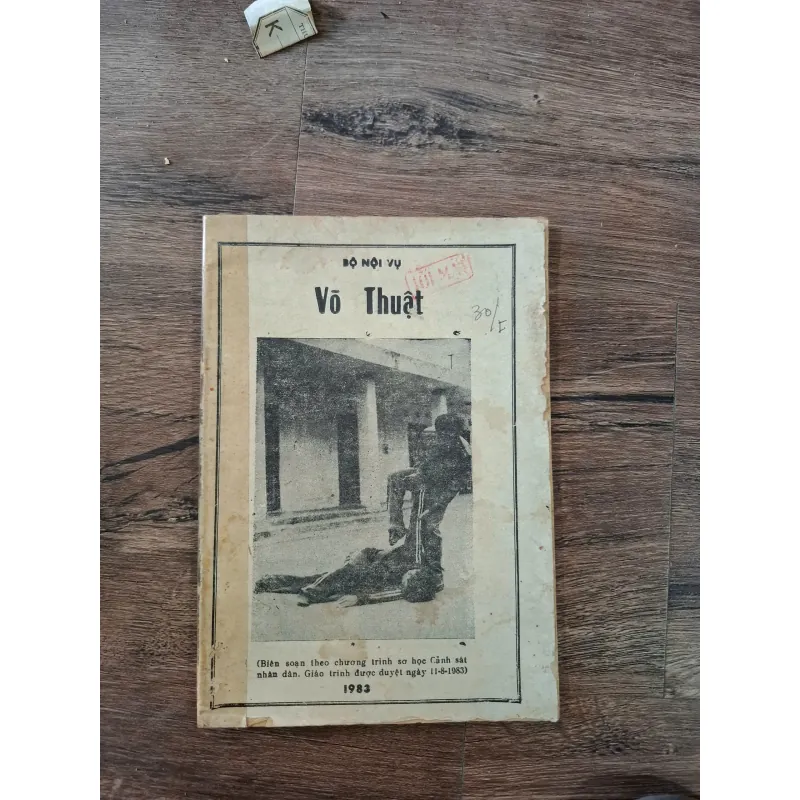 K
BỘ NỘI VỤ
Võ Thuật
30/I
(Biên soạn theo chương trình sơ học Cảnh sát
nhân dân. Giáo trình được duyệt ngày 11-8-1983)
1983